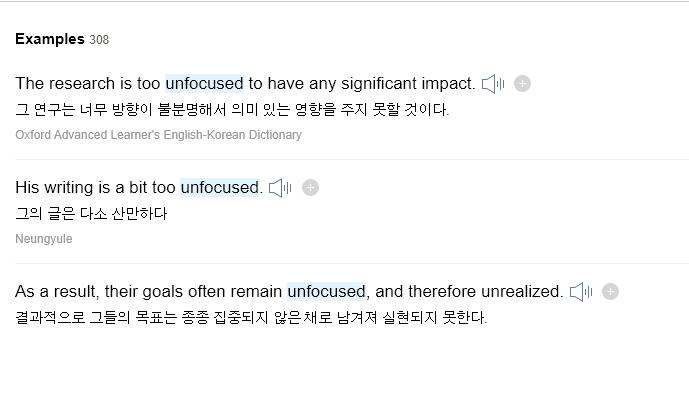 Examples 308
The research is too unfocused to have any significant impact.
그 연구는 너무 방향이 불분명해서 의미 있는 영향을 주지 못할 것이다.
Oxford Advanced Learner's English-Korean Dictionary
His writing is a bit too unfocused.
그의 글은 다소 산만하다
Neungyule
As a result, their goals often remain unfocused, and therefore unrealized.
결과적으로 그들의 목표는 종종 집중되지 않은 채로 남겨져 실현되지 못한다.